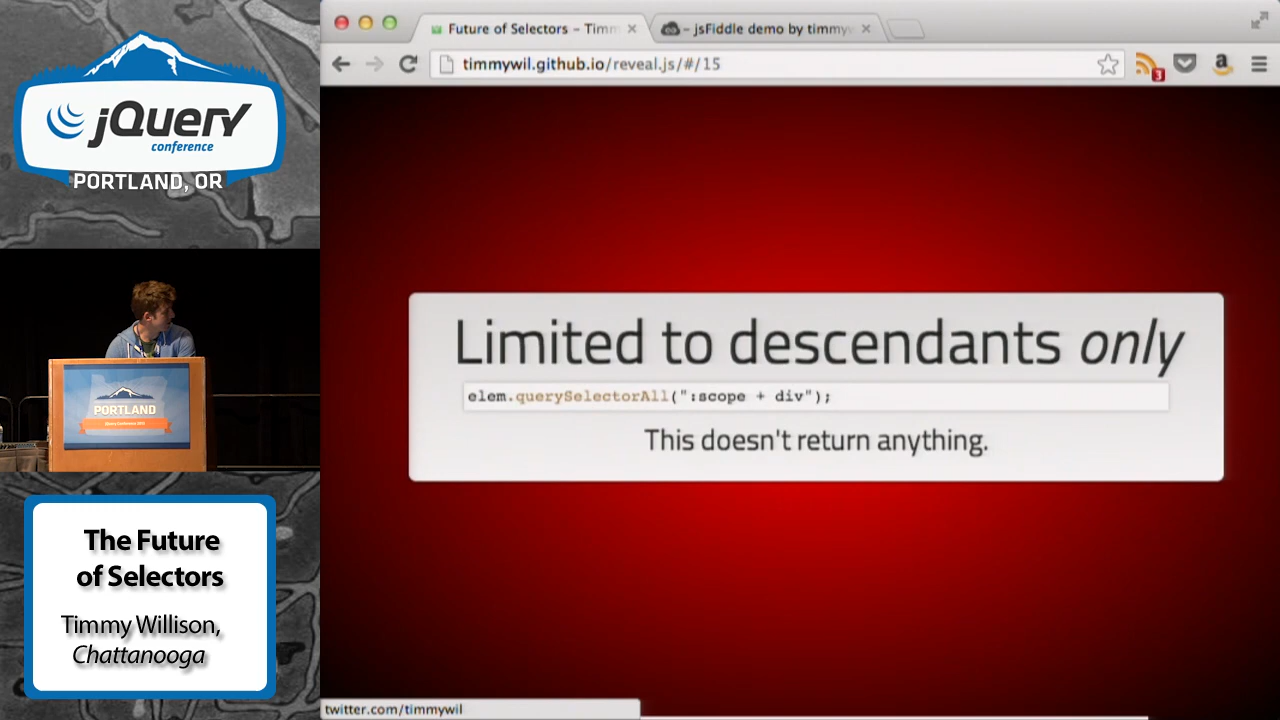 jQuery
conference
PORTLAND, OR
PORTLAND
The Future
of Selectors
Timmy Willison,
Chattanooga
Future of Selectors – Timm
– jsFiddle demo by timmyw
timmywil.github.io/reveal.js/#/15
3
a
Limited to descendants only
elem.querySelectorAll(":scope + div");
This doesn't return anything.
twitter.com/timmywil